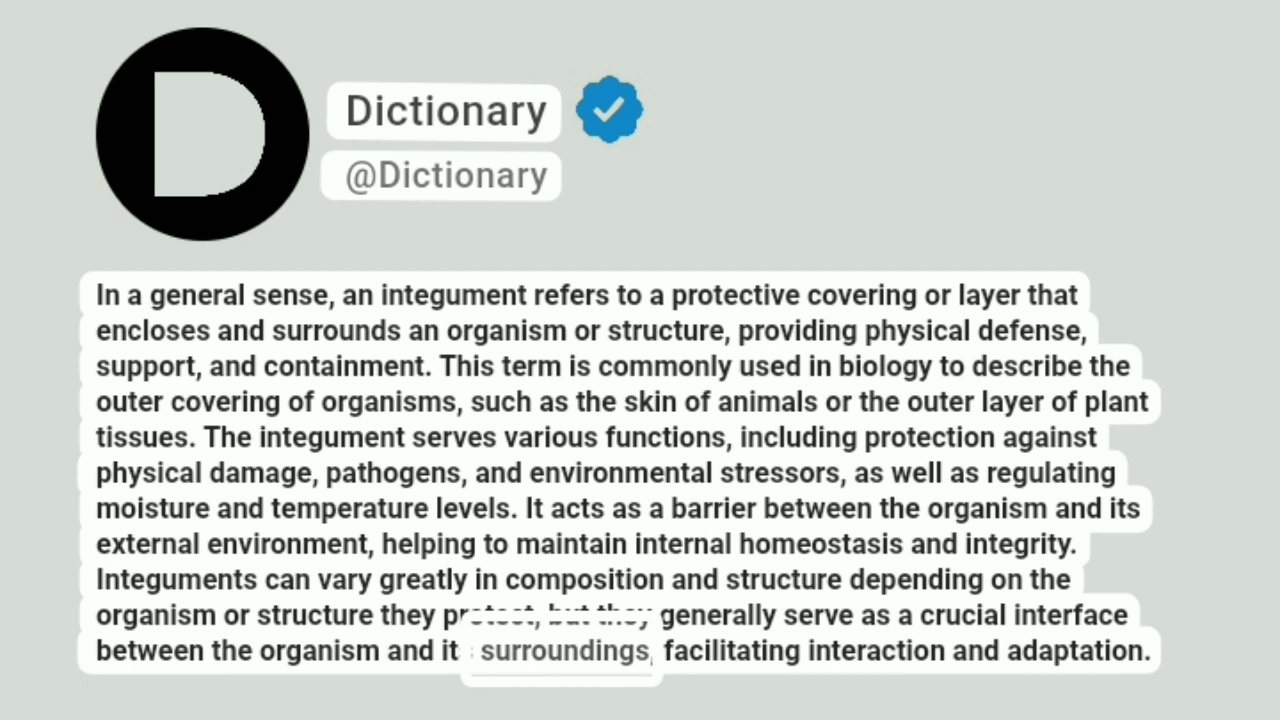 D
Dictionary
@Dictionary
In a general sense, an integument refers to a protective covering or layer that
encloses and surrounds an organism or structure, providing physical defense,
support, and containment. This term is commonly used in biology to describe the
outer covering of organisms, such as the skin of animals or the outer layer of plant
tissues. The integument serves various functions, including protection against
physical damage, pathogens, and environmental stressors, as well as regulating
moisture and temperature levels. It acts as a barrier between the organism and its
external environment, helping to maintain internal homeostasis and integrity.
Integuments can vary greatly in composition and structure depending on the
organism or structure they protect, but they generally serve as a crucial interface
between the organism and its surroundings, facilitating interaction and adaptation.